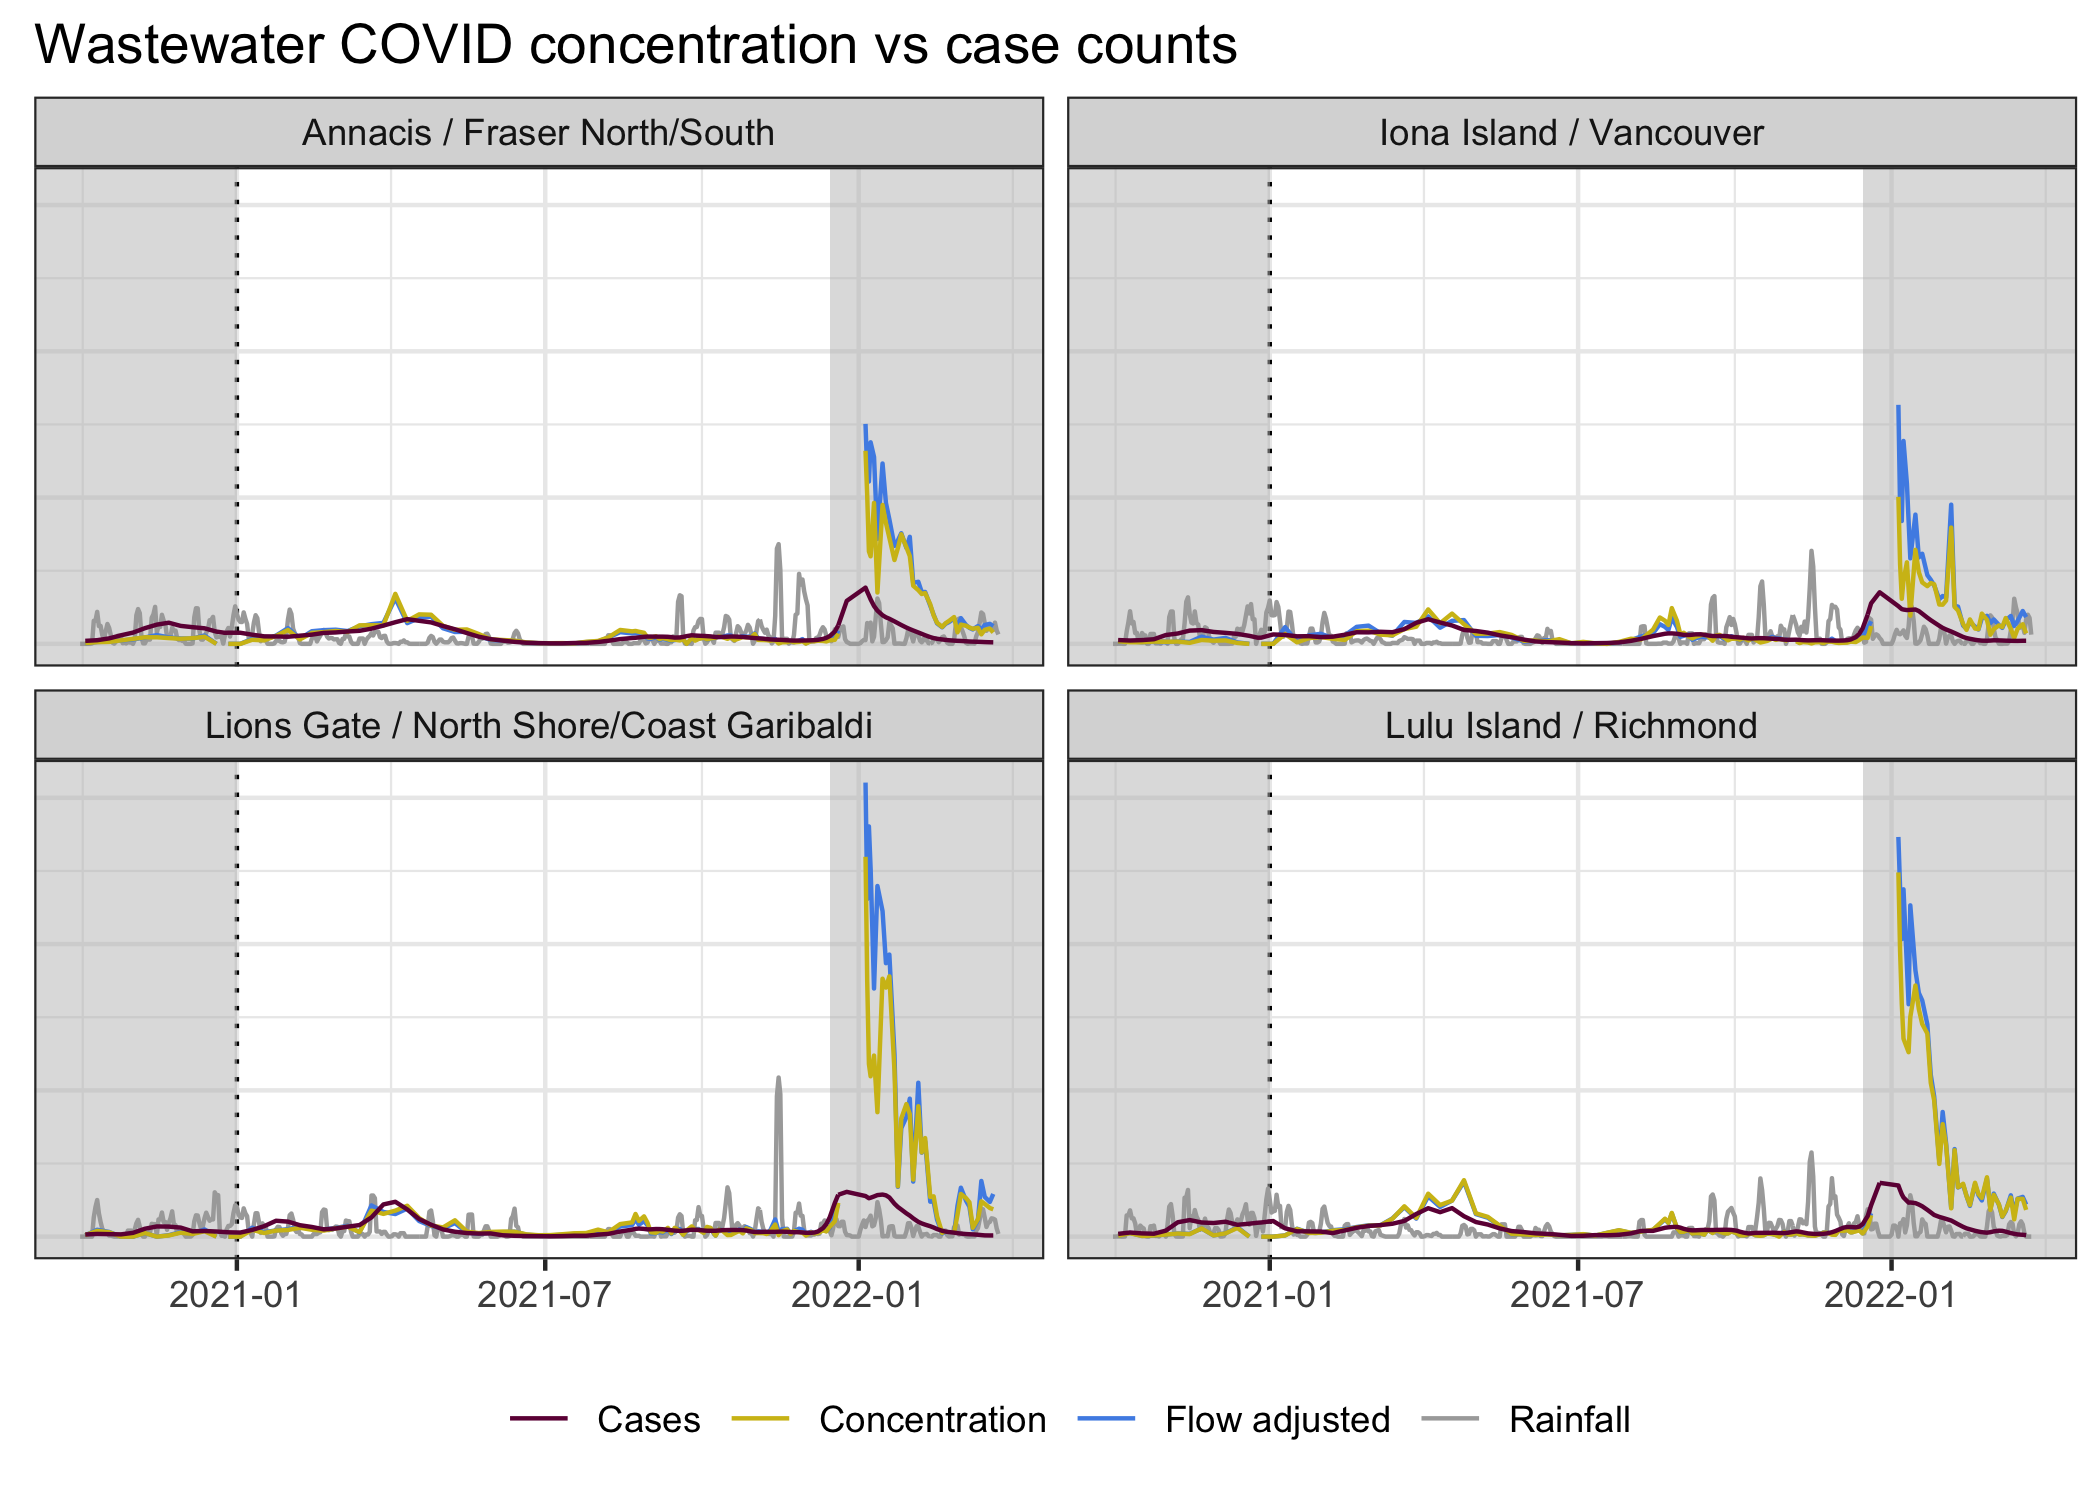 Wastewater COVID concentration vs case counts
Annacis / Fraser North/South
Iona Island / Vancouver
Lions Gate / North Shore/Coast Garibaldi
Lulu Island / Richmond
2021-01 2021-07 2022-01 2021-01 2021-07 2022-01
Cases Concentration Flow adjusted Rainfall